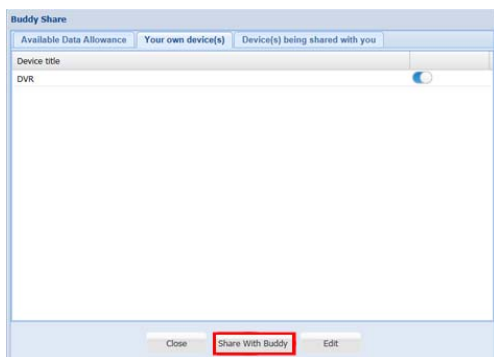 Buddy Share
Available Data Allowance Your own device(s) Device(s) being shared with you
Device title
DVR
Close Share With Buddy Edit